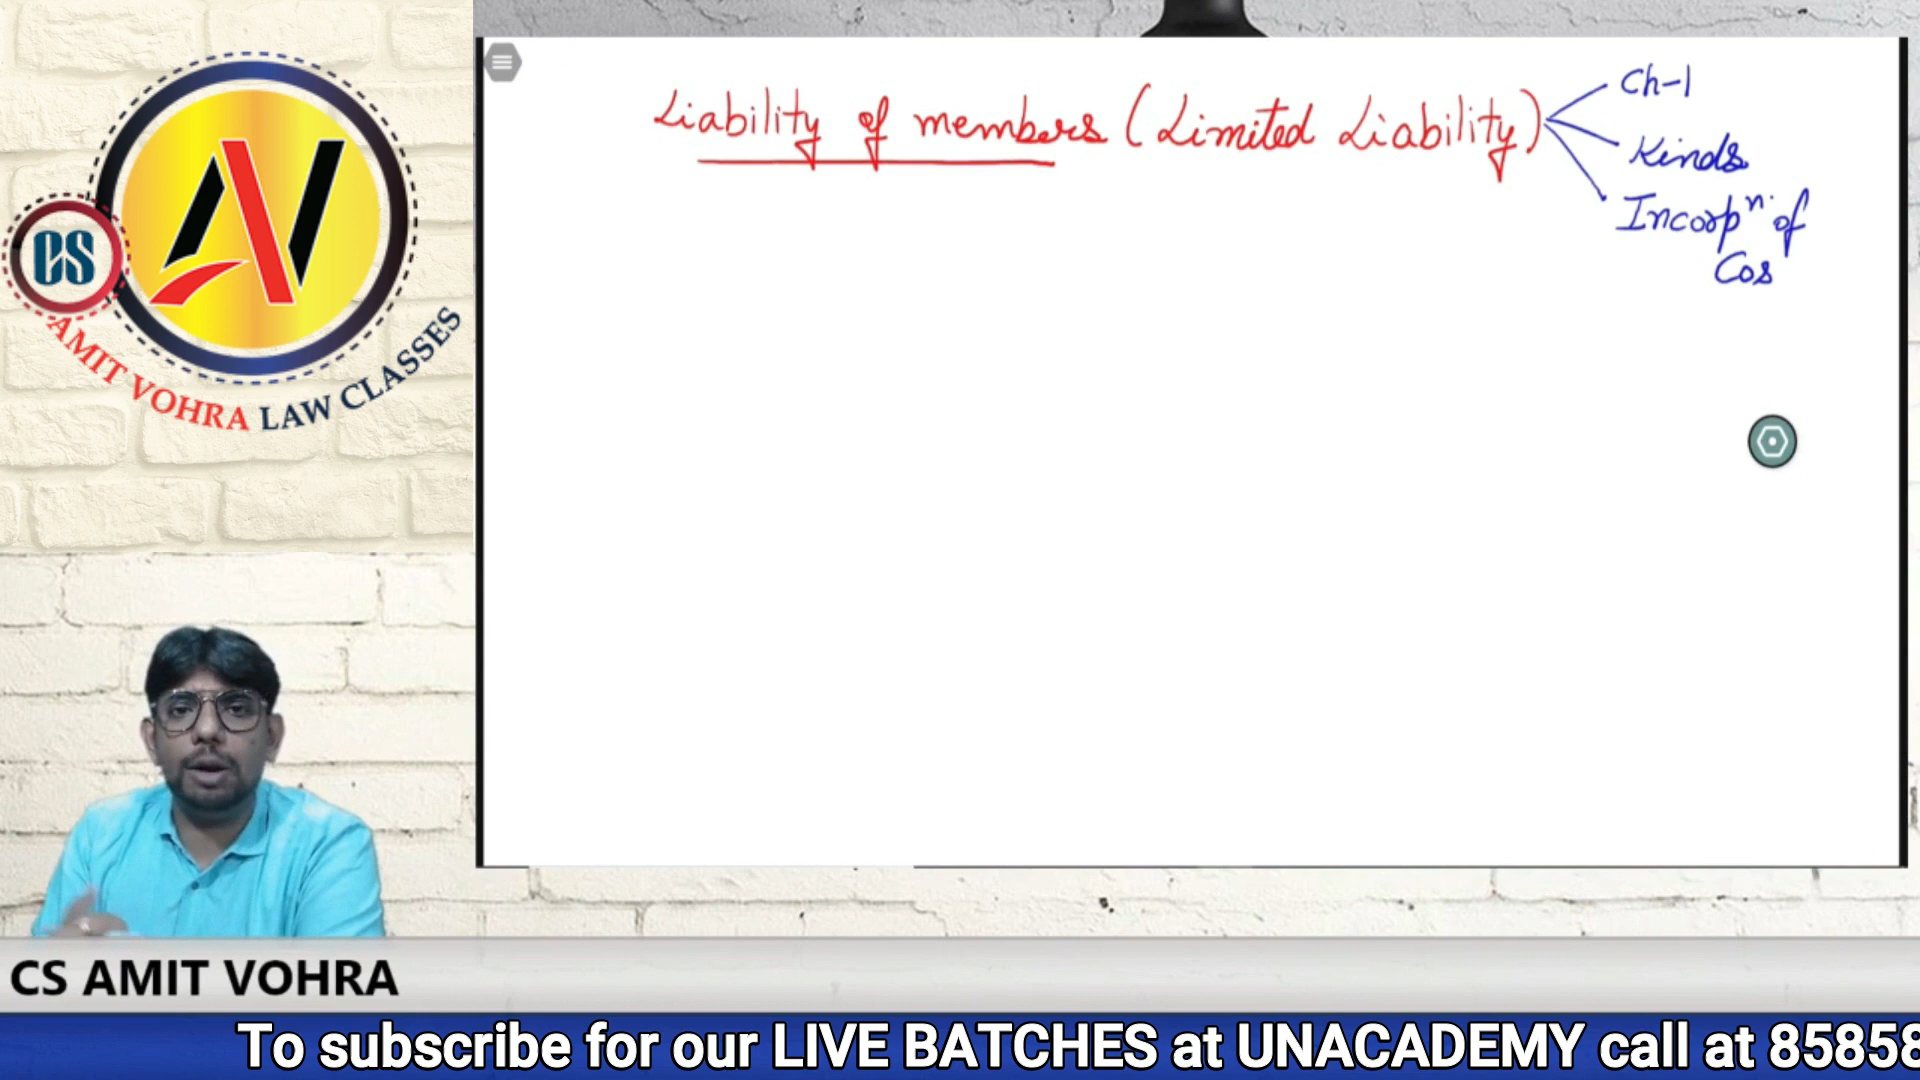 CS
AMIT VOHRA LAW CLASSES
Liability of members (Limited Liability)
Ch-1
Kinds
Incorpⁿ. of
Cos
CS AMIT VOHRA
To subscribe for our LIVE BATCHES at UNACADEMY call at 85858